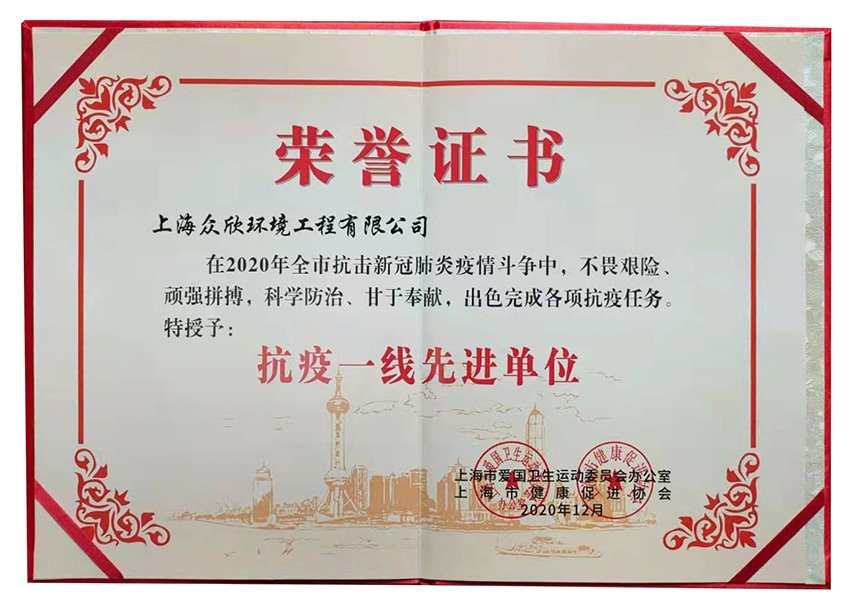 荣誉证书
上海众欣环境工程有限公司
在2020年全市抗击新冠肺炎疫情斗争中，不畏艰险、
顽强拼搏，科学防治、甘于奉献，出色完成各项抗疫任务。
特授予：
抗疫一线先进单位
上海市爱国卫生运动委员会办公室
上海市健康促进协会
2020年12月